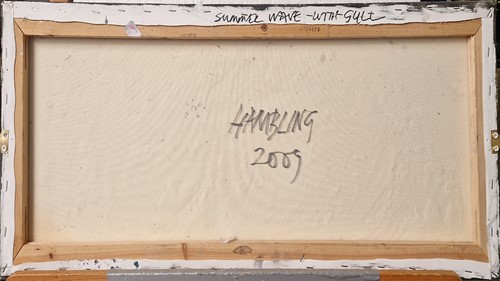 SUMMER WAVE - WITH GULL
HAMBLING
2009